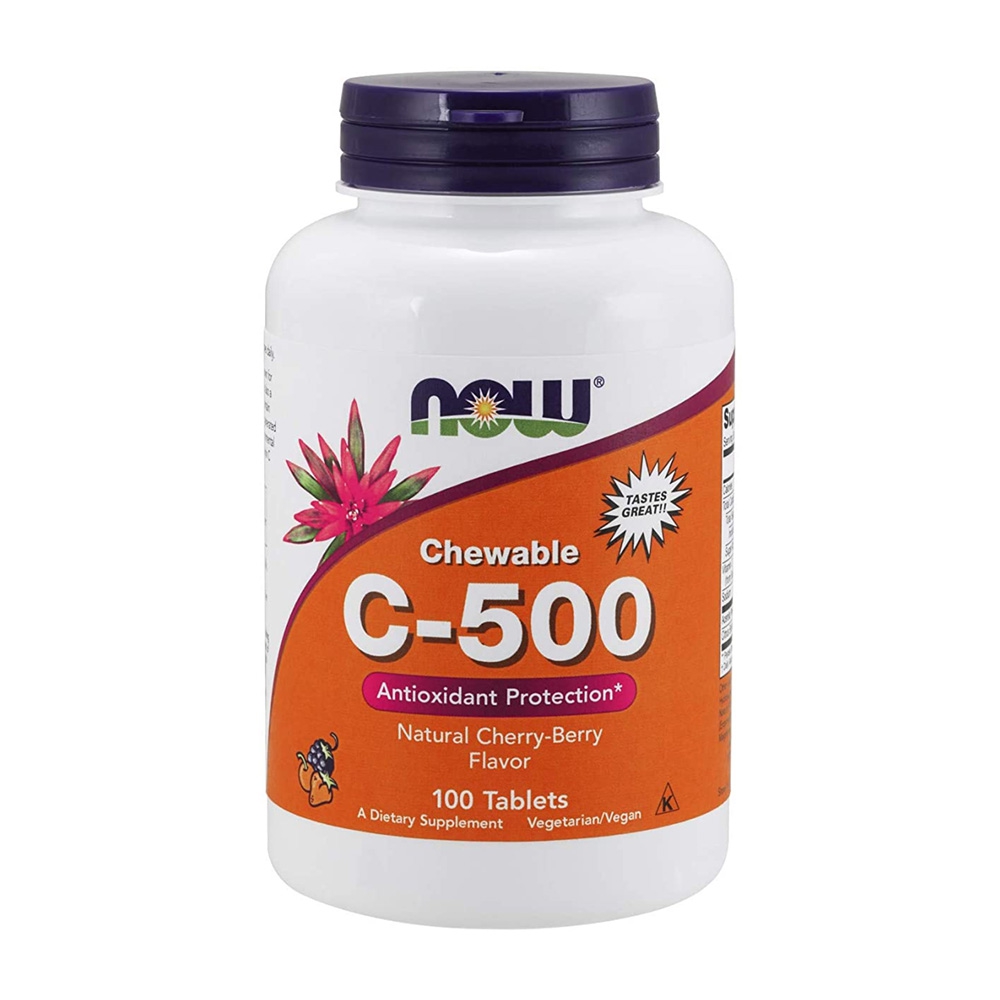 now®
TASTES
GREAT!!
Chewable
C-500
Antioxidant Protection*
Natural Cherry-Berry
Flavor
100 Tablets
A Dietary Supplement Vegetarian/Vegan
K